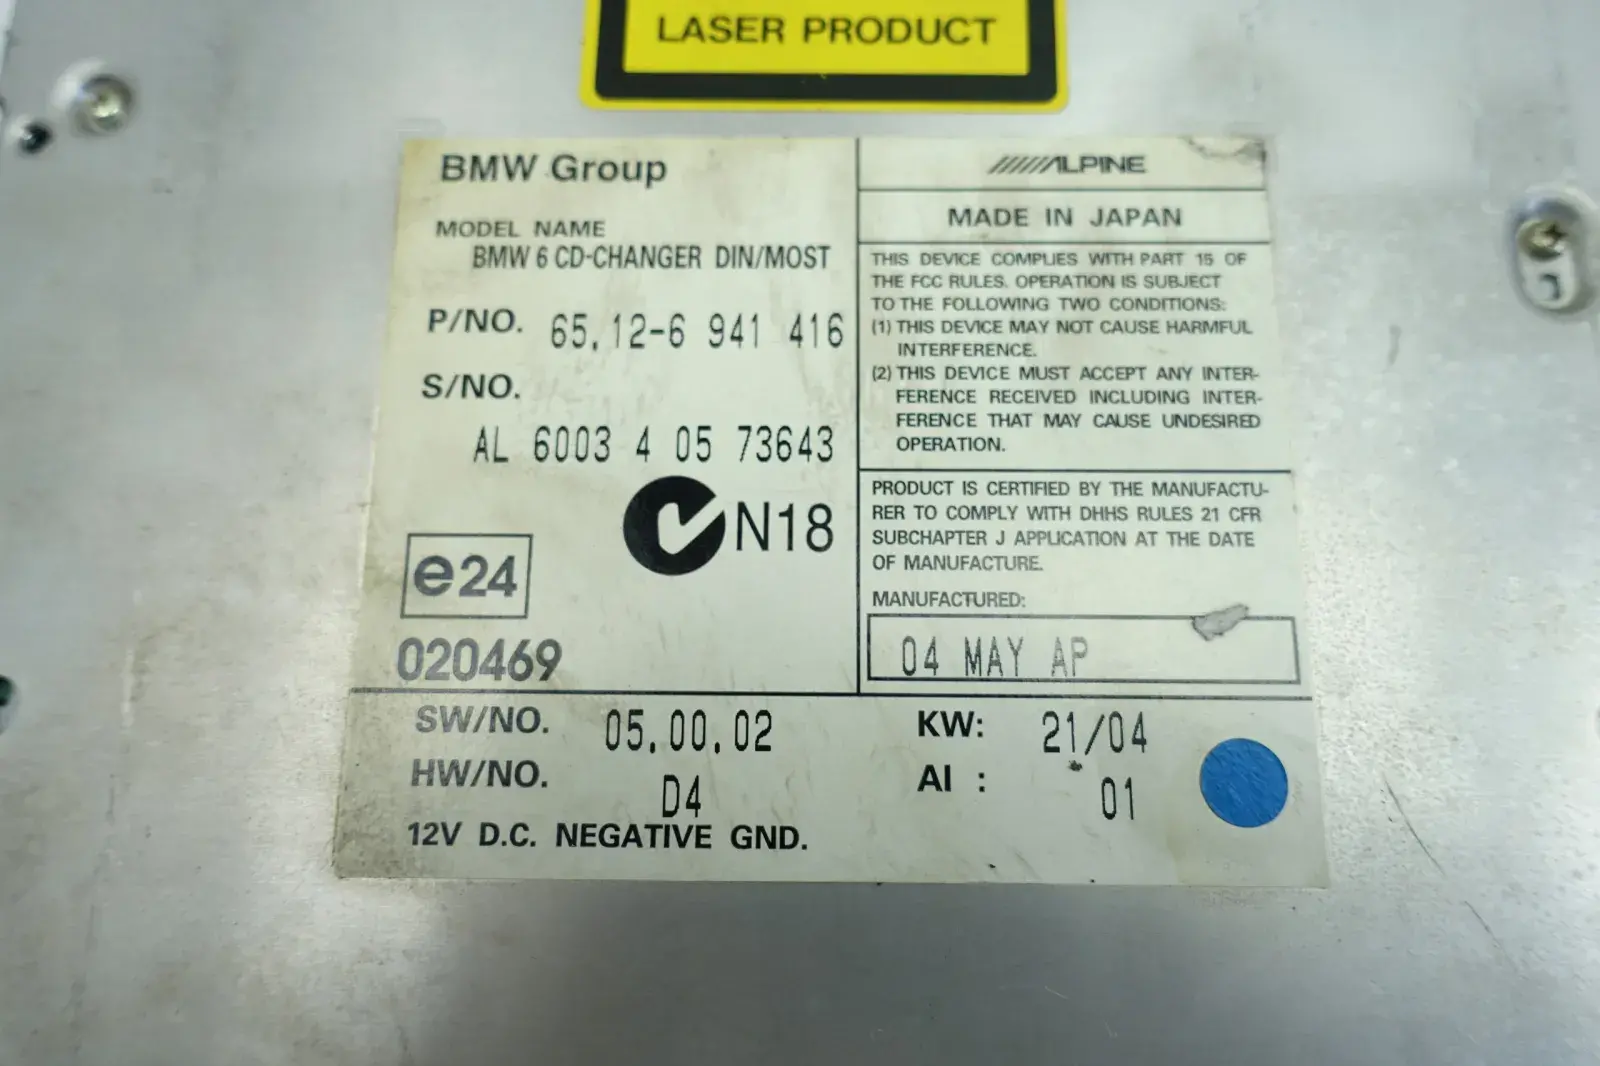 LASER PRODUCT
BMW Group
MODEL NAME
BMW 6 CD-CHANGER DIN/MOST
P/NO. 65.12-6 941 416
S/NO.
AL 6003 4 05 73643
N18
e24
020469
ALPINE
MADE IN JAPAN
THIS DEVICE COMPLIES WITH PART 15 OF
THE FCC RULES. OPERATION IS SUBJECT
TO THE FOLLOWING TWO CONDITIONS:
(1) THIS DEVICE MAY NOT CAUSE HARMFUL
INTERFERENCE.
(2) THIS DEVICE MUST ACCEPT ANY INTER-
FERENCE RECEIVED INCLUDING INTER-
FERENCE THAT MAY CAUSE UNDESIRED
OPERATION.
PRODUCT IS CERTIFIED BY THE MANUFACTU-
RER TO COMPLY WITH DHHS RULES 21 CFR
SUBCHAPTER J APPLICATION AT THE DATE
OF MANUFACTURE.
MANUFACTURED:
04 MAY AP
SW/NO. 05.00.02
HW/NO. D4
12V D.C. NEGATIVE GND.
KW: 21/04
AI : 01